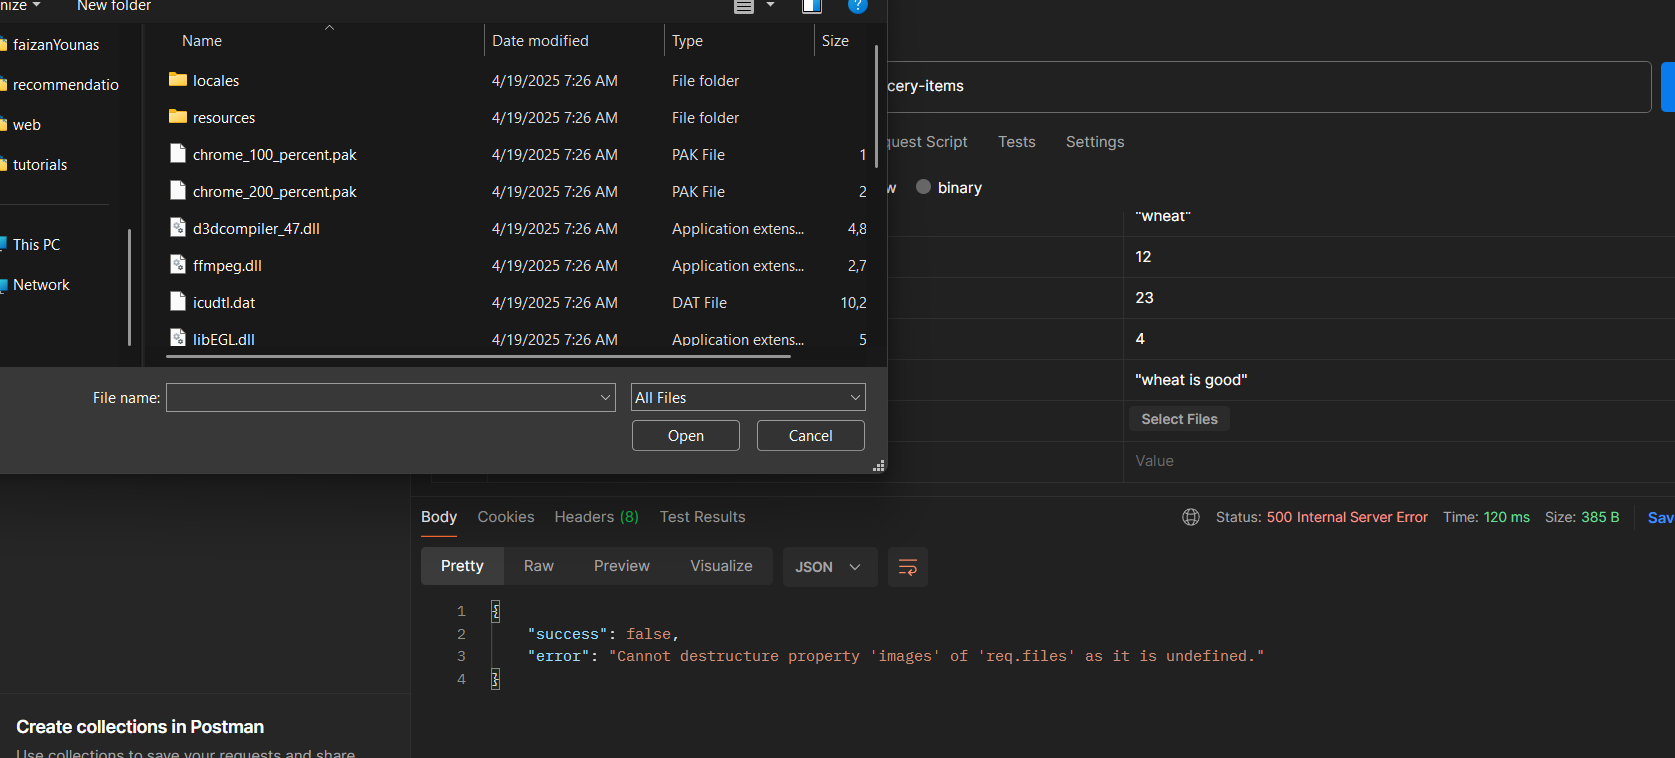 nize New folder
Name Date modified Type Size
faizanYounas
recommendatio
web
tutorials
This PC
Network
locales 4/19/2025 7:26 AM File folder
resources 4/19/2025 7:26 AM File folder
chrome_100_percent.pak 4/19/2025 7:26 AM PAK File 1
chrome_200_percent.pak 4/19/2025 7:26 AM PAK File 2
d3dcompiler_47.dll 4/19/2025 7:26 AM Application extens... 4,8
ffmpeg.dll 4/19/2025 7:26 AM Application extens... 2,7
icudtl.dat 4/19/2025 7:26 AM DAT File 10,2
libEGL.dll 4/19/2025 7:26 AM Application extens... 5
File name: All Files
Open Cancel
cery-items
quest Script Tests Settings
w binary
"wheat"
12
23
4
"wheat is good"
Select Files
Value
Body Cookies Headers (8) Test Results Status: 500 Internal Server Error Time: 120 ms Size: 385 B Sav
Pretty Raw Preview Visualize JSON
1 {
2 "success": false,
3 "error": "Cannot destructure property 'images' of 'req.files' as it is undefined."
4 }
Create collections in Postman
Use collections to save your requests and share